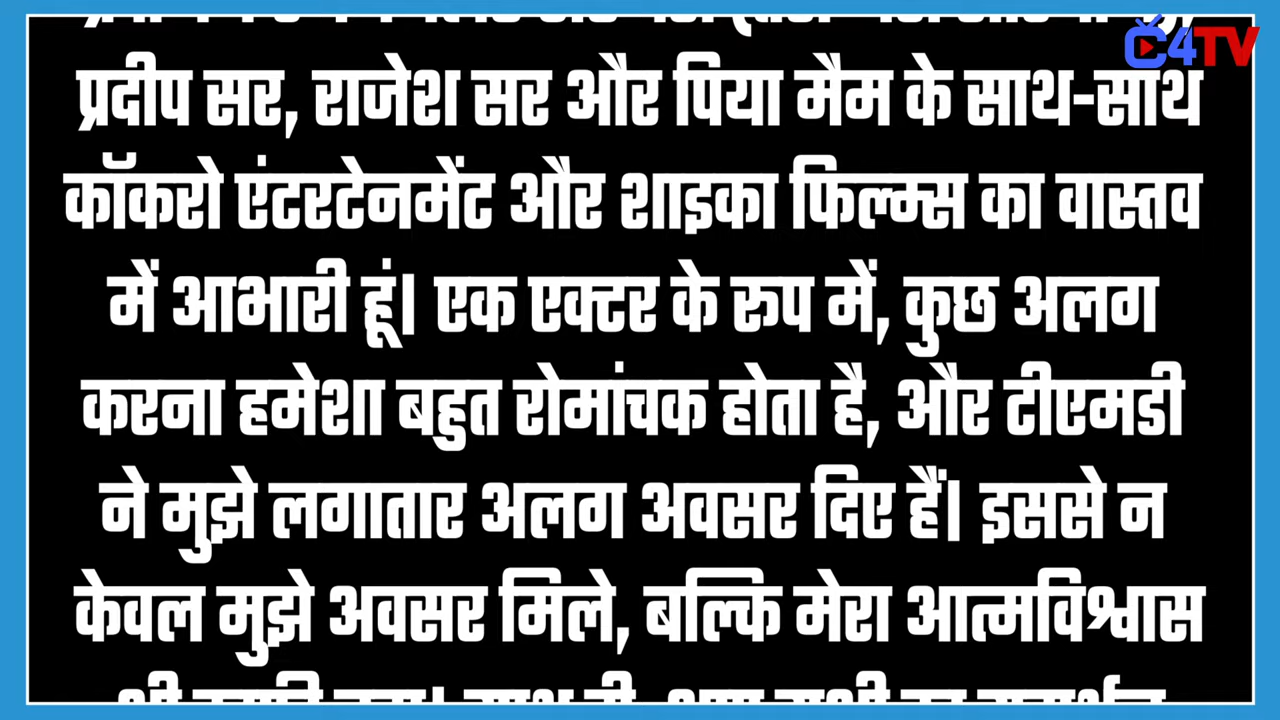 C4TV
प्रदीप सर, राजेश सर और पिया मैम के साथ-साथ
कॉकरो एंटरटेनमेंट और शाइका फिल्म्स का वास्तव
में आभारी हूं। एक एक्टर के रूप में, कुछ अलग
करना हमेशा बहुत रोमांचक होता है, और टीएमडी
ने मुझे लगातार अलग अवसर दिए हैं। इससे न
केवल मुझे अवसर मिले, बल्कि मेरा आत्मविश्वास